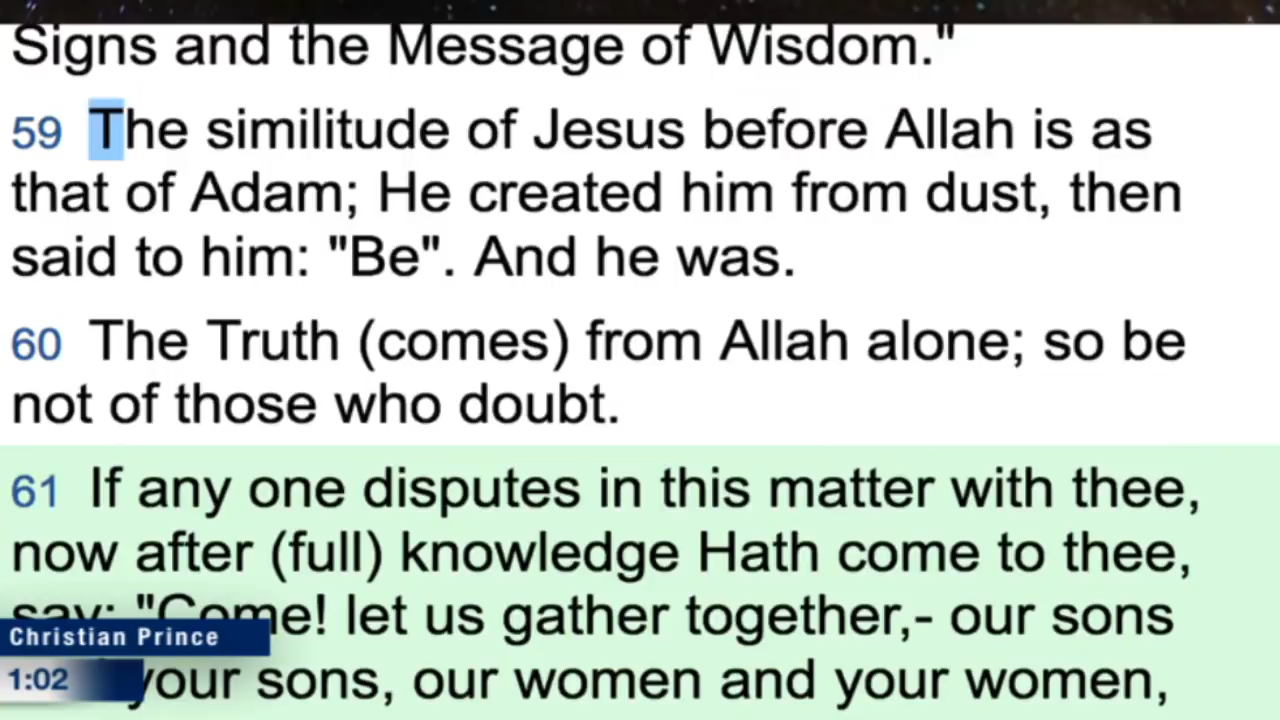 Signs and the Message of Wisdom."
59 The similitude of Jesus before Allah is as
that of Adam; He created him from dust, then
said to him: "Be". And he was.
60 The Truth (comes) from Allah alone; so be
not of those who doubt.
61 If any one disputes in this matter with thee,
now after (full) knowledge Hath come to thee,
say: "Come! let us gather together,- our sons
Christian Prince
1:02
your sons, our women and your women,